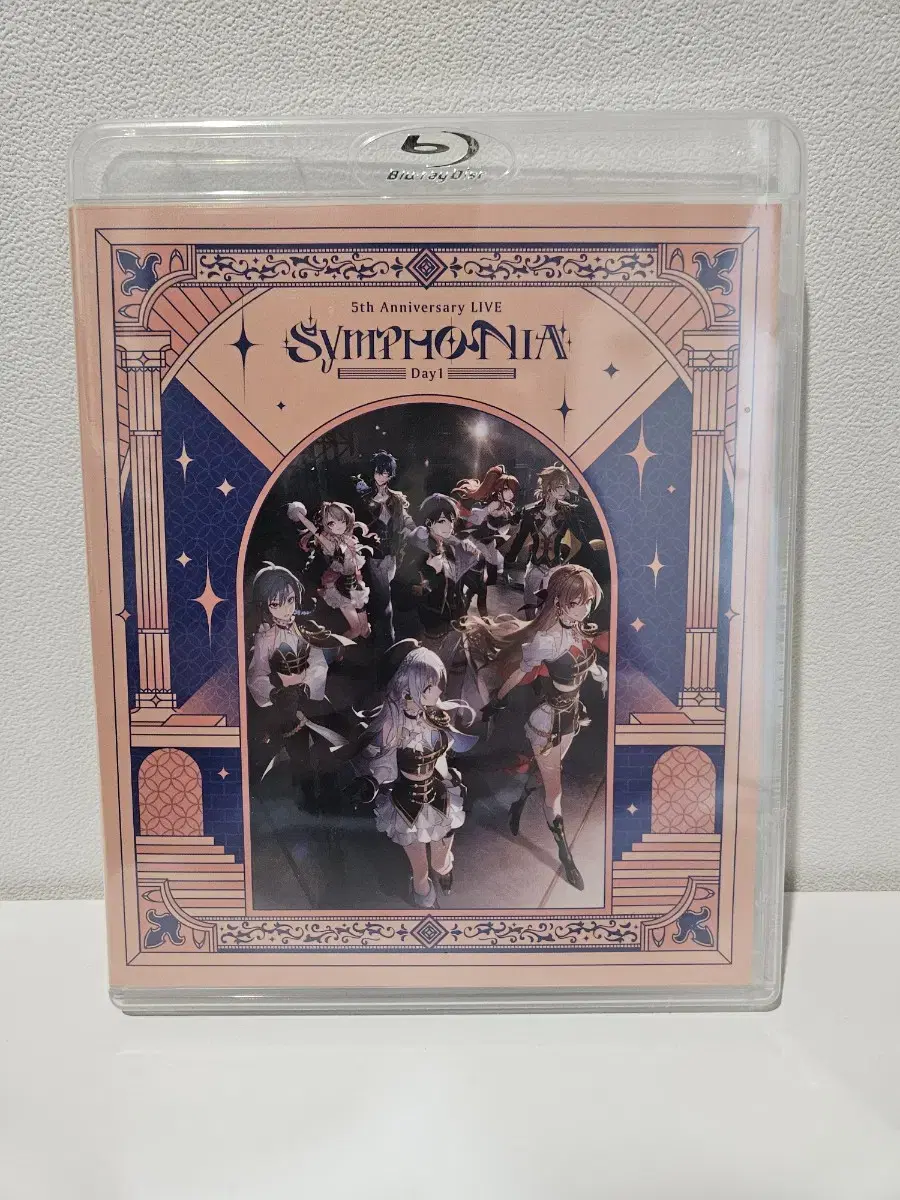 Blu-ray Disc
5th Anniversary LIVE
SYMPHONIA
Day1